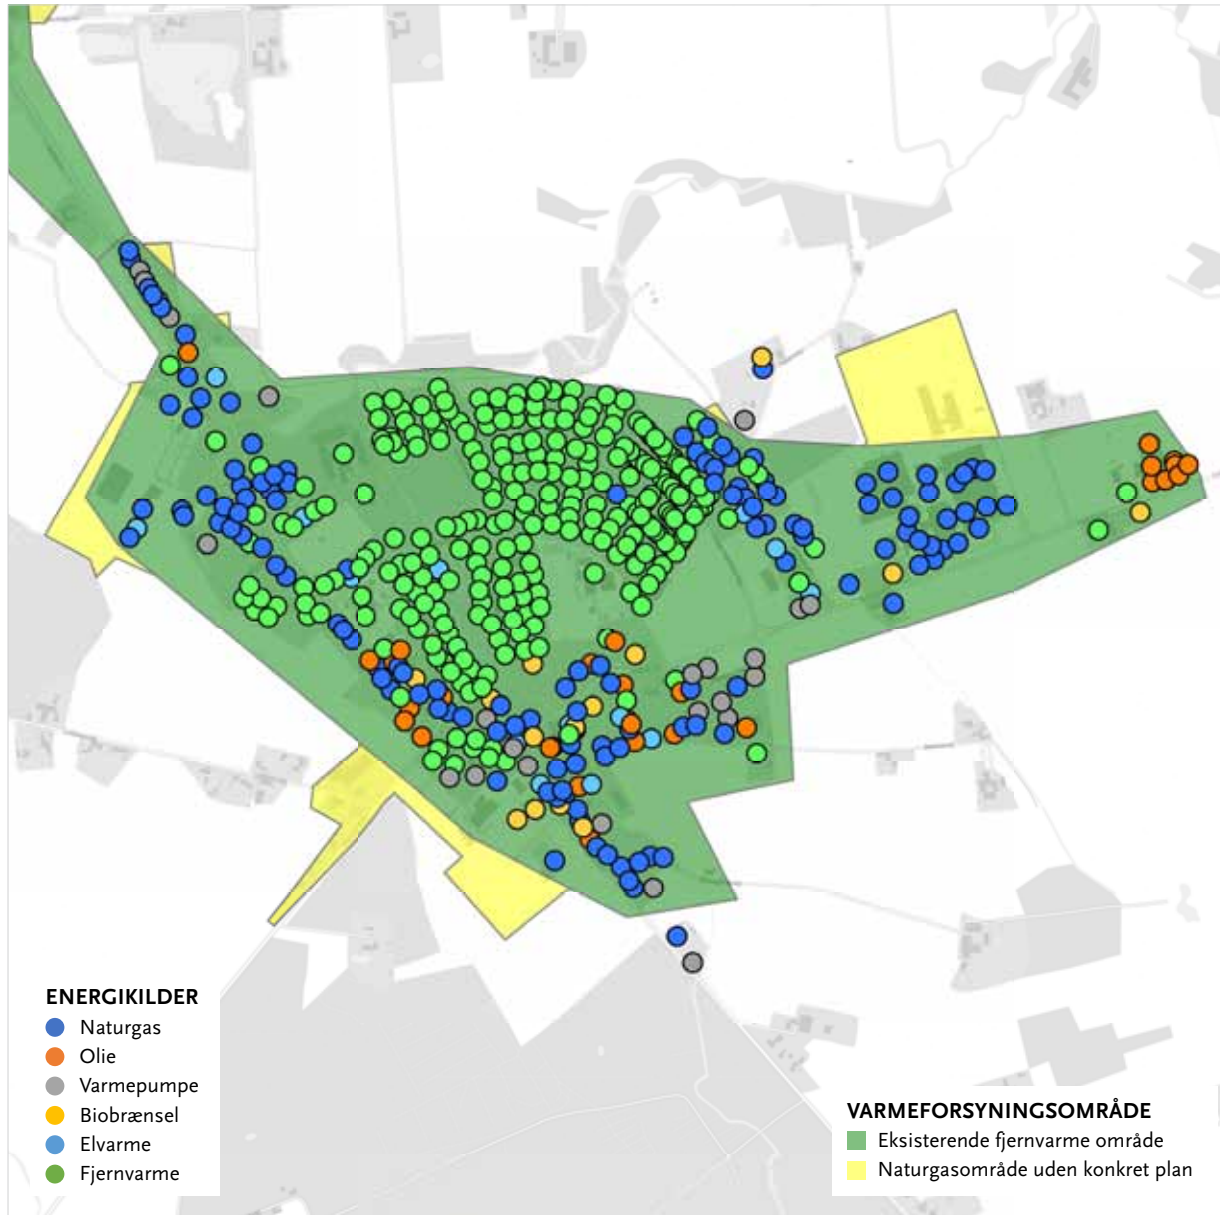 ENERGIKILDER
Naturgas
Olie
Varmepumpe
Biobrænsel
Elvarme
Fjernvarme
VARMEFORSYNINGSOMRÅDE
Eksisterende fjernvarme område
Naturgasområde uden konkret plan